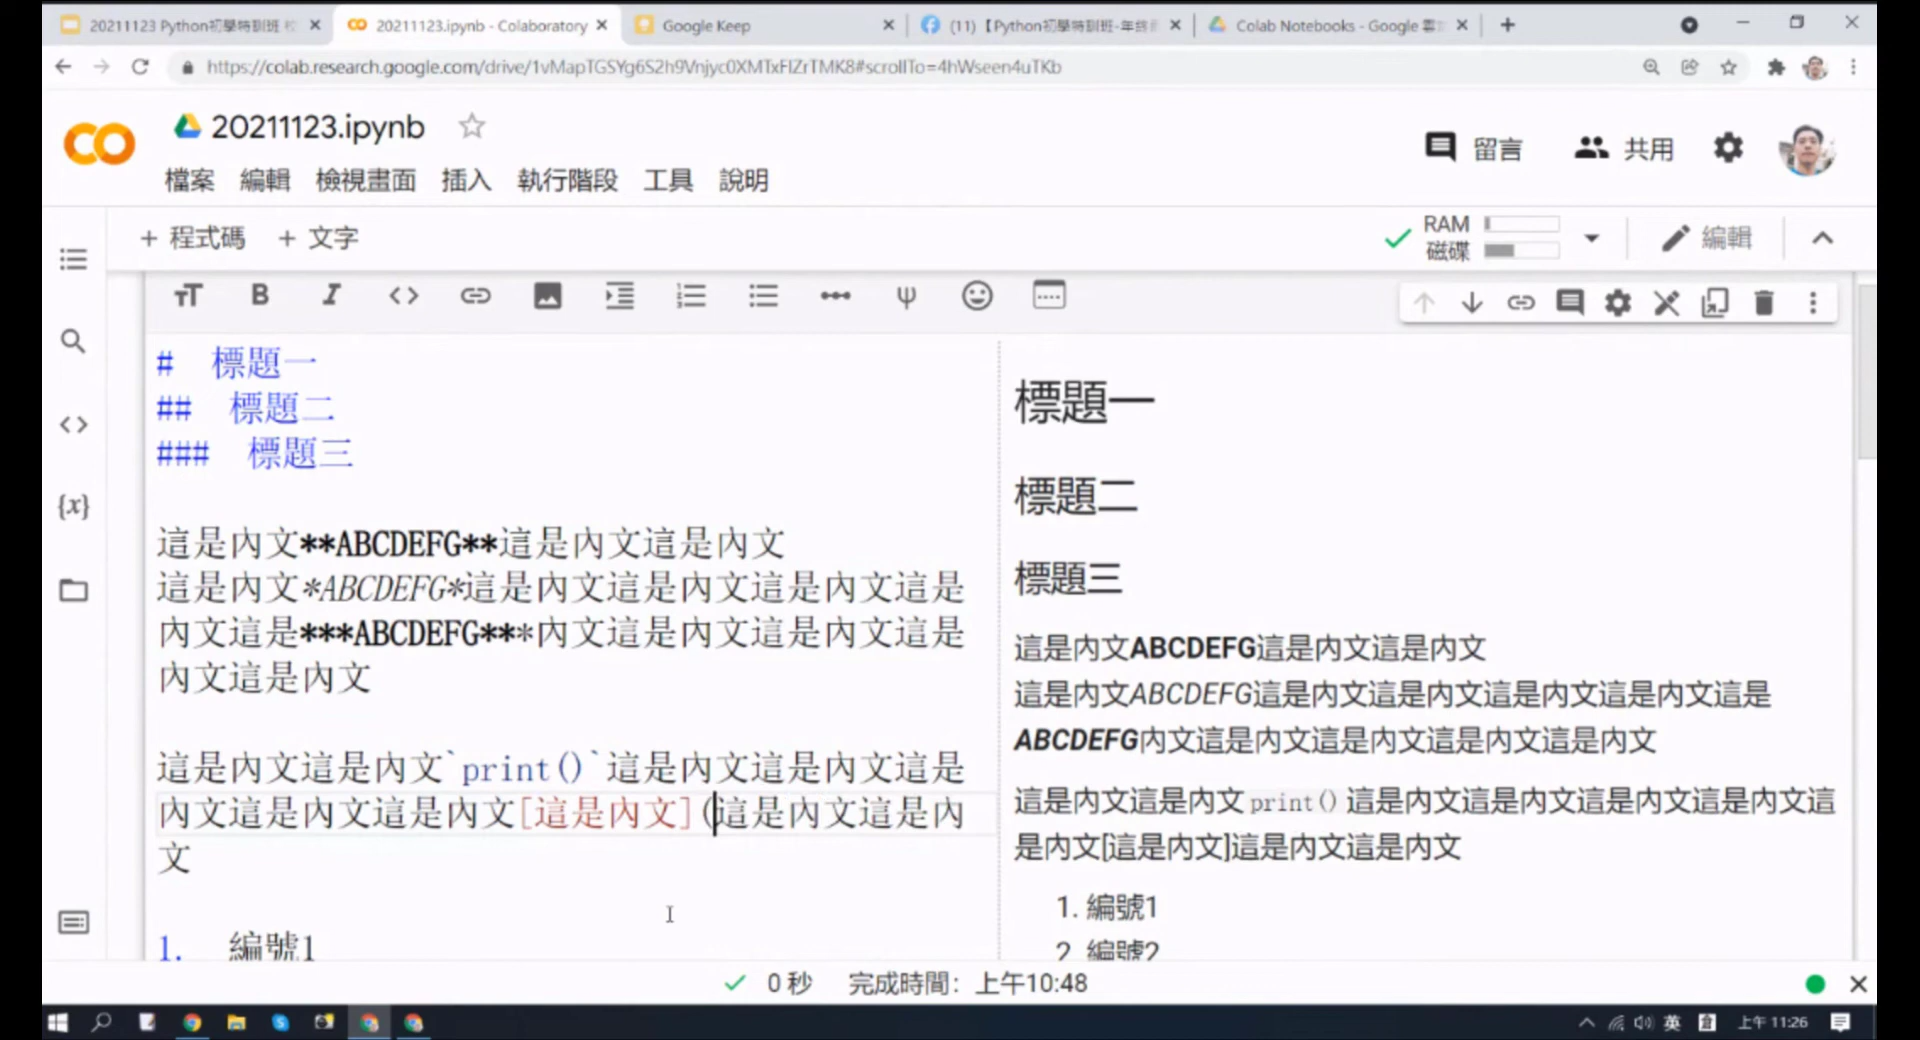 20211123 Python初學特訓班 校
20211123.ipynb - Colaboratory
Google Keep
(11)【Python初學特訓班-年終
Colab Notebooks - Google 雲
https://colab.research.google.com/drive/1vMapTGSYg6S2h9Vnjyc0XMTxFlZrTMK8#scrollTo=4hWseen4uTKb
CO
20211123.ipynb
留言
共用
檔案 編輯 檢視畫面 插入 執行階段 工具 說明
+ 程式碼 + 文字
RAM
磁碟
編輯
# 標題一
## 標題二
### 標題三
這是內文**ABCDEFG**這是內文這是內文
這是內文*ABCDEFG*這是內文這是內文這是內文這是
內文這是***ABCDEFG***內文這是內文這是內文這是
內文這是內文
這是內文這是內文`print()`這是內文這是內文這是
內文這是內文這是內文[這是內文](這是內文這是內
文
1. 編號1
標題一
標題二
標題三
這是內文ABCDEFG這是內文這是內文
這是內文ABCDEFG這是內文這是內文這是內文這是內文這是
ABCDEFG內文這是內文這是內文這是內文這是內文
這是內文這是內文 print() 這是內文這是內文這是內文這是內文這
是內文[這是內文]這是內文這是內文
1. 編號1
2. 編號2
0 秒 完成時間: 上午10:48
英
上午 11:26